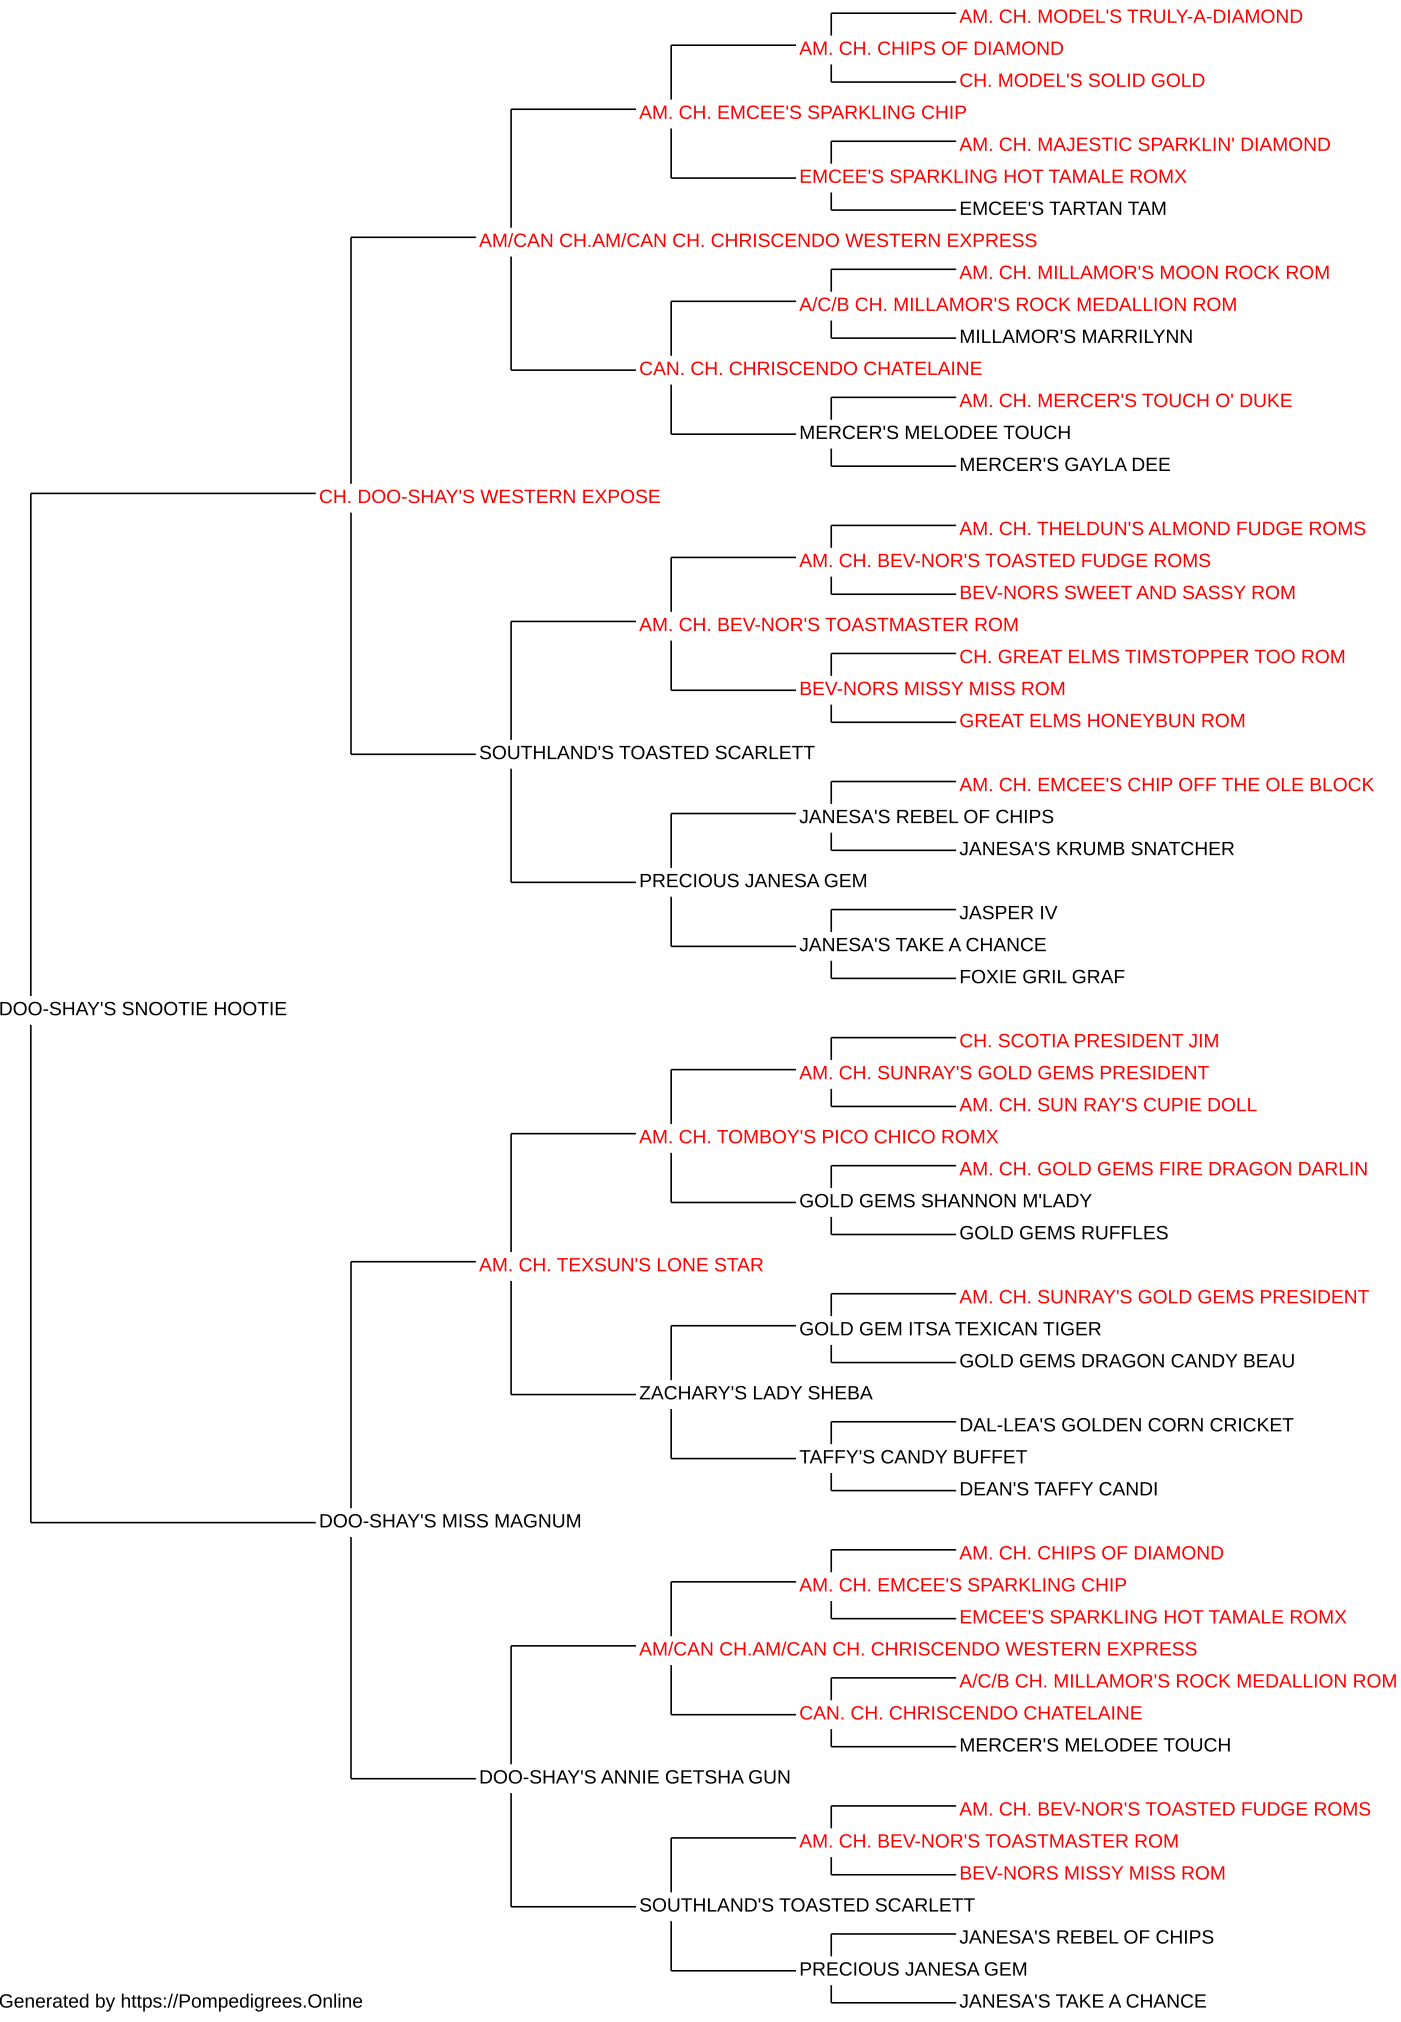 AM. CH. MODEL'S TRULY-A-DIAMOND
AM. CH. CHIPS OF DIAMOND
CH. MODEL'S SOLID GOLD
AM. CH. EMCEE'S SPARKLING CHIP
AM. CH. MAJESTIC SPARKLIN' DIAMOND
EMCEE'S SPARKLING HOT TAMALE ROMX
EMCEE'S TARTAN TAM
AM/CAN CH.AM/CAN CH. CHRISCENDO WESTERN EXPRESS
AM. CH. MILLAMOR'S MOON ROCK ROM
A/C/B CH. MILLAMOR'S ROCK MEDALLION ROM
MILLAMOR'S MARRILYNN
CAN. CH. CHRISCENDO CHATELAINE
AM. CH. MERCER'S TOUCH O' DUKE
MERCER'S MELODEE TOUCH
MERCER'S GAYLA DEE
CH. DOO-SHAY'S WESTERN EXPOSE
AM. CH. THELDUN'S ALMOND FUDGE ROMS
AM. CH. BEV-NOR'S TOASTED FUDGE ROMS
BEV-NORS SWEET AND SASSY ROM
AM. CH. BEV-NOR'S TOASTMASTER ROM
CH. GREAT ELMS TIMSTOPPER TOO ROM
BEV-NORS MISSY MISS ROM
GREAT ELMS HONEYBUN ROM
SOUTHLAND'S TOASTED SCARLETT
AM. CH. EMCEE'S CHIP OFF THE OLE BLOCK
JANESA'S REBEL OF CHIPS
JANESA'S KRUMB SNATCHER
PRECIOUS JANESA GEM
JASPER IV
JANESA'S TAKE A CHANCE
FOXIE GRIL GRAF
DOO-SHAY'S SNOOTIE HOOTIE
CH. SCOTIA PRESIDENT JIM
AM. CH. SUNRAY'S GOLD GEMS PRESIDENT
AM. CH. SUN RAY'S CUPIE DOLL
AM. CH. TOMBOY'S PICO CHICO ROMX
AM. CH. GOLD GEMS FIRE DRAGON DARLIN
GOLD GEMS SHANNON M'LADY
GOLD GEMS RUFFLES
AM. CH. TEXSUN'S LONE STAR
AM. CH. SUNRAY'S GOLD GEMS PRESIDENT
GOLD GEM ITSA TEXICAN TIGER
GOLD GEMS DRAGON CANDY BEAU
ZACHARY'S LADY SHEBA
DAL-LEA'S GOLDEN CORN CRICKET
TAFFY'S CANDY BUFFET
DEAN'S TAFFY CANDI
DOO-SHAY'S MISS MAGNUM
AM. CH. CHIPS OF DIAMOND
AM. CH. EMCEE'S SPARKLING CHIP
EMCEE'S SPARKLING HOT TAMALE ROMX
AM/CAN CH.AM/CAN CH. CHRISCENDO WESTERN EXPRESS
A/C/B CH. MILLAMOR'S ROCK MEDALLION ROM
CAN. CH. CHRISCENDO CHATELAINE
MERCER'S MELODEE TOUCH
DOO-SHAY'S ANNIE GETSHA GUN
AM. CH. BEV-NOR'S TOASTED FUDGE ROMS
AM. CH. BEV-NOR'S TOASTMASTER ROM
BEV-NORS MISSY MISS ROM
SOUTHLAND'S TOASTED SCARLETT
JANESA'S REBEL OF CHIPS
PRECIOUS JANESA GEM
JANESA'S TAKE A CHANCE
Generated by https://Pompedigrees.Online